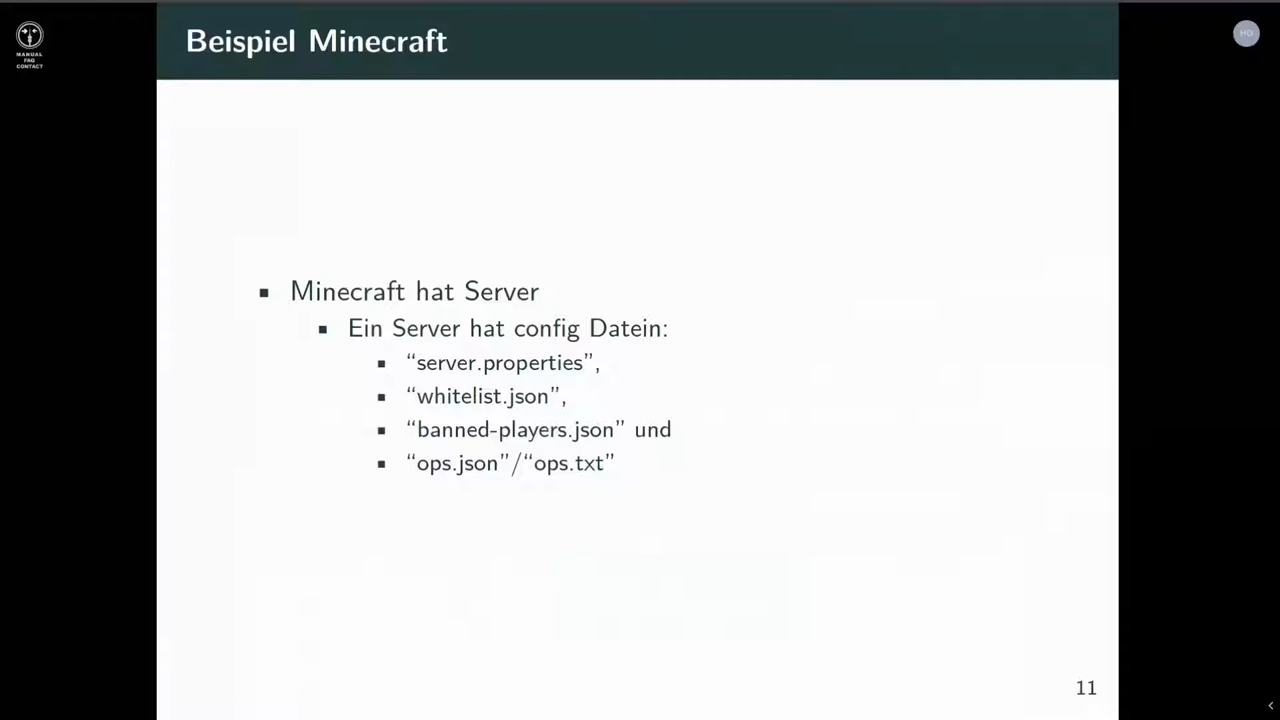 MANUAL
FAQ
CONTACT
HD
Beispiel Minecraft
▪ Minecraft hat Server
▪ Ein Server hat config Datein:
▪ “server.properties”,
▪ “whitelist.json”,
▪ “banned-players.json” und
▪ “ops.json”/“ops.txt”
11